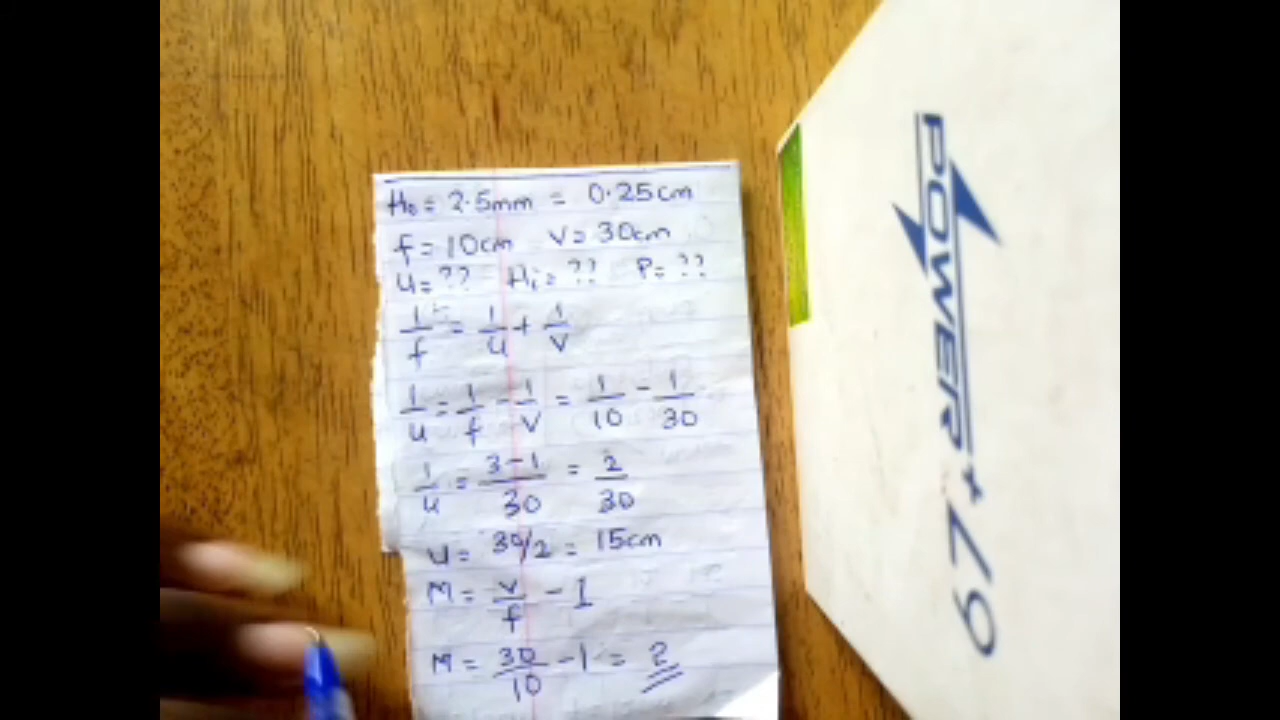 H₀ = 2.5mm = 0.25cm
f = 10cm V = 30cm
u = ?? Hᵢ = ?? P = ??
1/f = 1/u + 1/v
1/u = 1/f - 1/v = 1/10 - 1/30
1/u = 3-1/30 = 2/30
u = 30/2 = 15cm
M = v/f - 1
M = 30/10 - 1 = 2
POWER+ L9